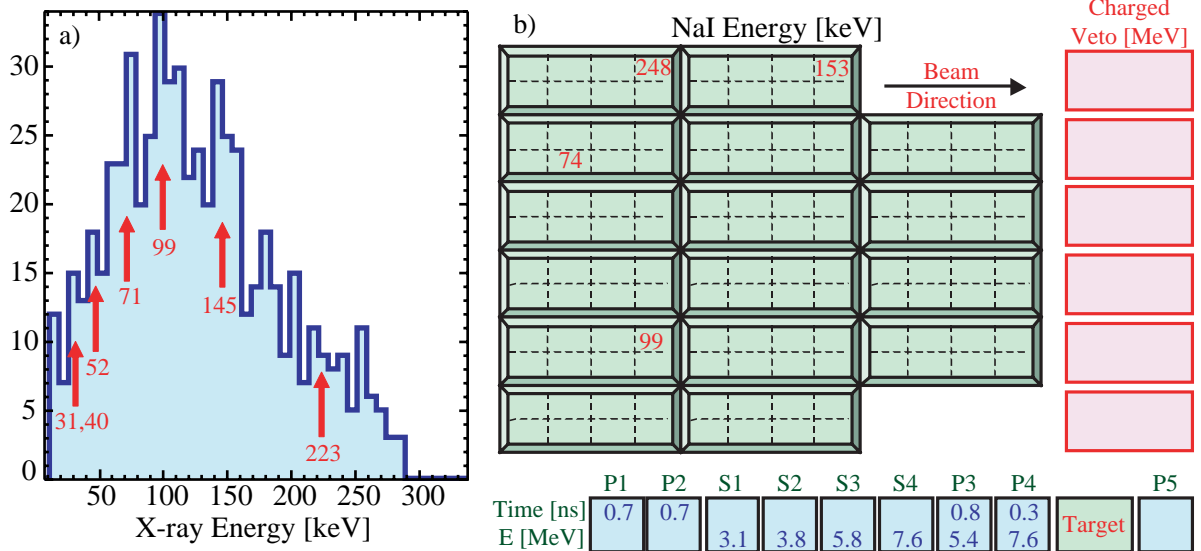 a)
30
25
20
15
10
5
0
99
71
145
52
31,40
223
50 100 150 200 250 300
X-ray Energy [keV]
b)
NaI Energy [keV]
Charged
Veto [MeV]
248 153
Beam
Direction
74
99
P1 P2 S1 S2 S3 S4 P3 P4 P5
Time [ns] 0.7 0.7 0.8 0.3
E [MeV] 3.1 3.8 5.8 7.6 5.4 7.6
Target